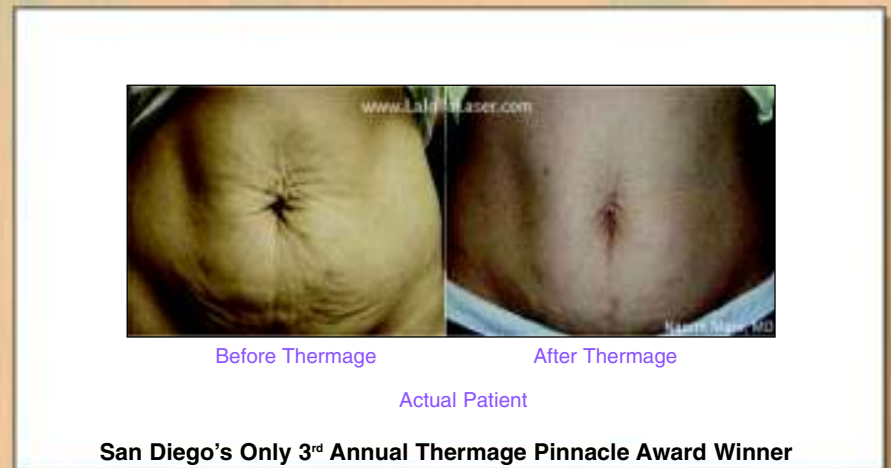 Before Thermage After Thermage
Actual Patient
San Diego's Only 3rd Annual Thermage Pinnacle Award Winner